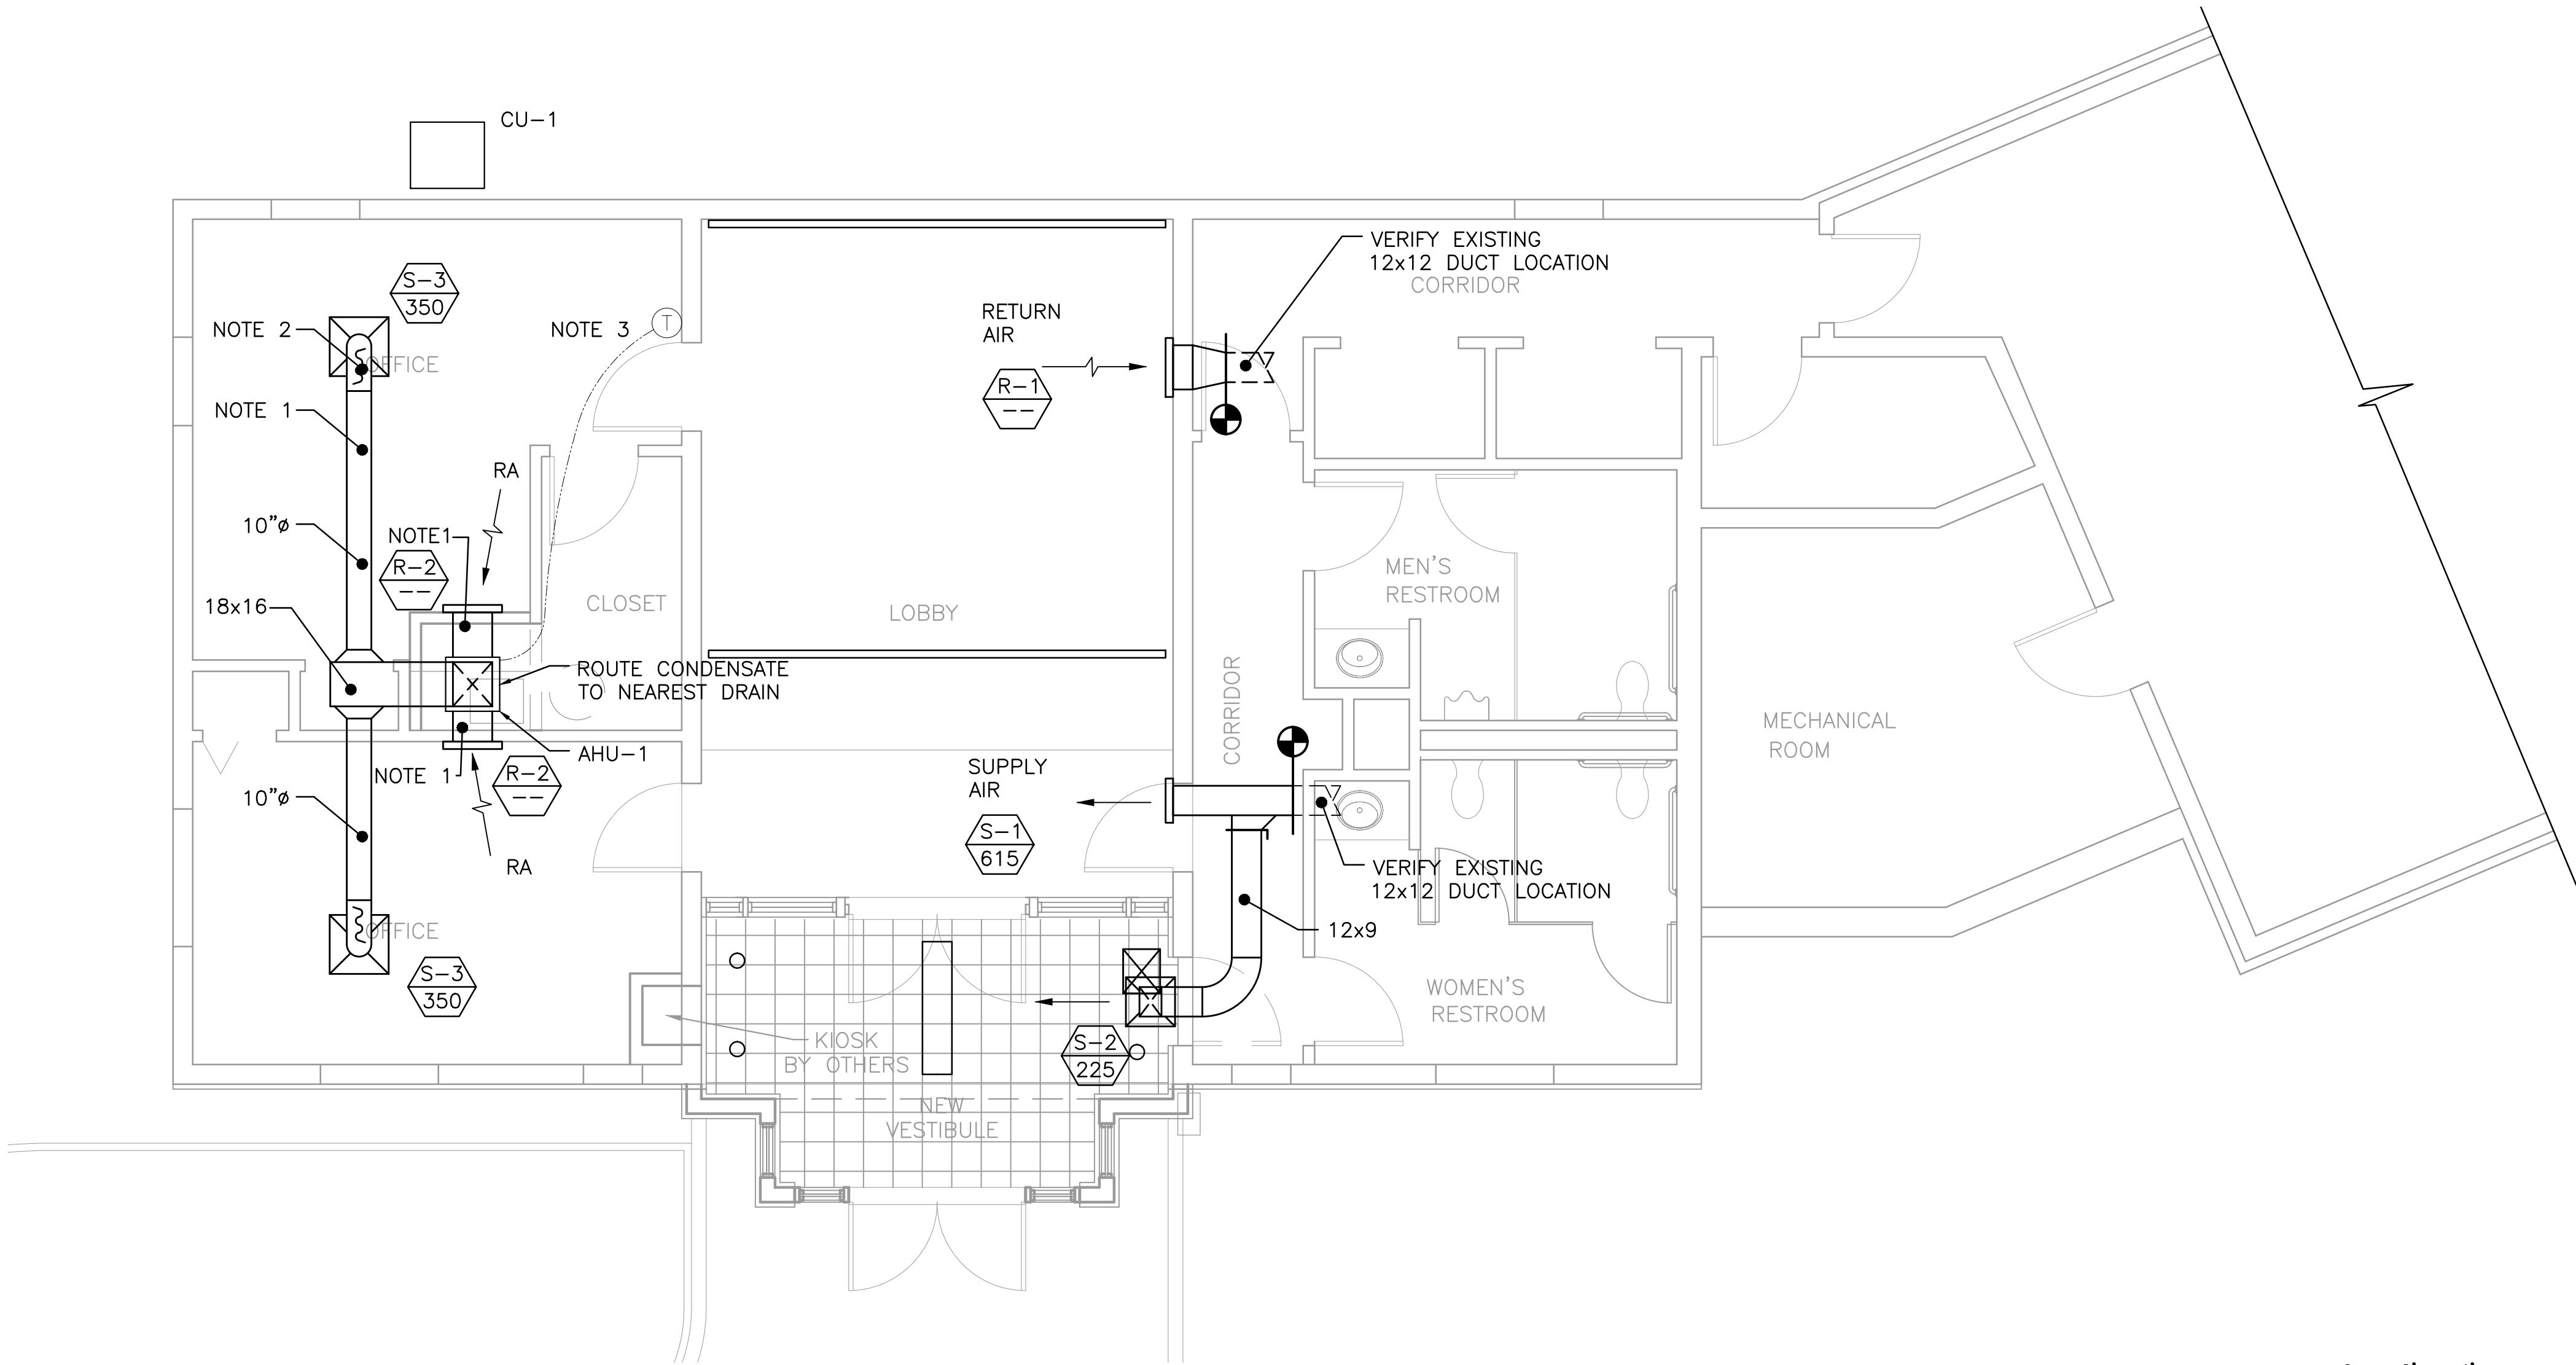 CU-1
VERIFY EXISTING
12x12 DUCT LOCATION
CORRIDOR
S-3
350
RETURN
AIR
NOTE 2
NOTE 3
T
OFFICE
R-1
--
NOTE 1
RA
10"ø
NOTE1
R-2
--
MEN'S
RESTROOM
18x16
CLOSET
LOBBY
ROUTE CONDENSATE
TO NEAREST DRAIN
CORRIDOR
MECHANICAL
ROOM
AHU-1
NOTE 1
R-2
--
SUPPLY
AIR
10"ø
S-1
615
RA
VERIFY EXISTING
12x12 DUCT LOCATION
OFFICE
12x9
S-3
350
WOMEN'S
RESTROOM
KIOSK
BY OTHERS
S-2
225
NEW
VESTIBULE